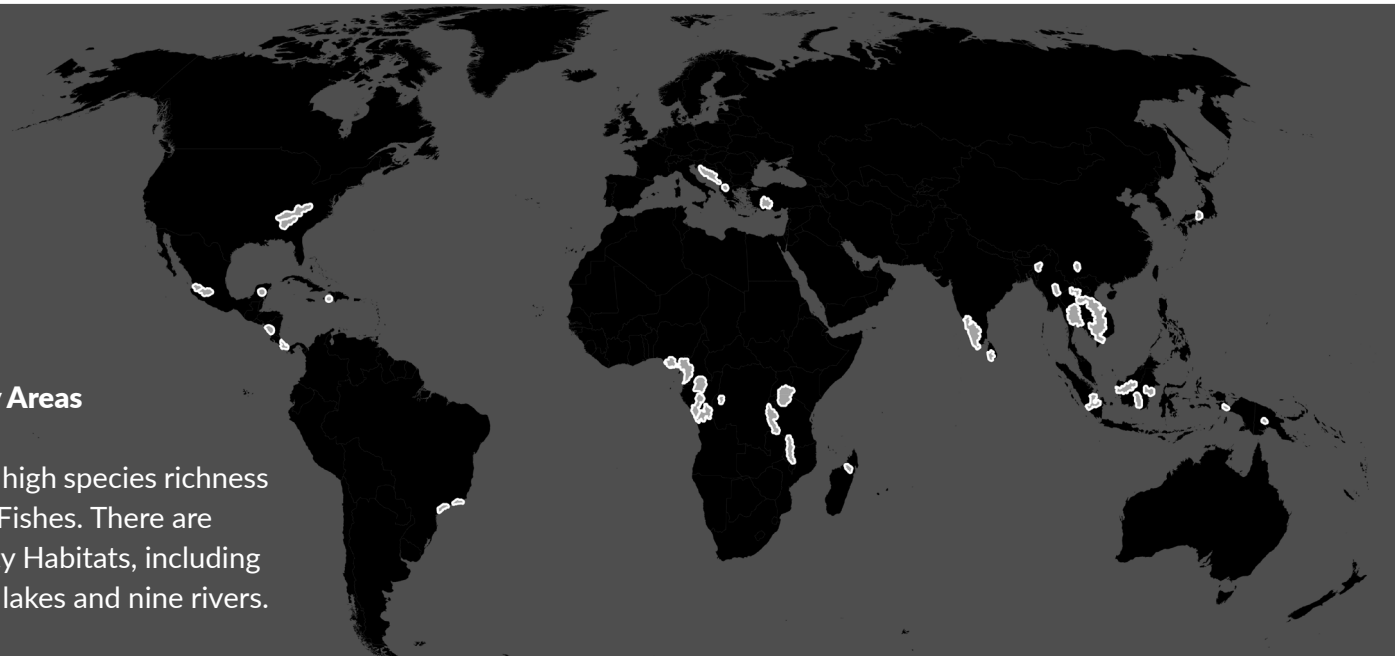 Areas
high species richness
Fishes. There are
y Habitats, including
lakes and nine rivers.